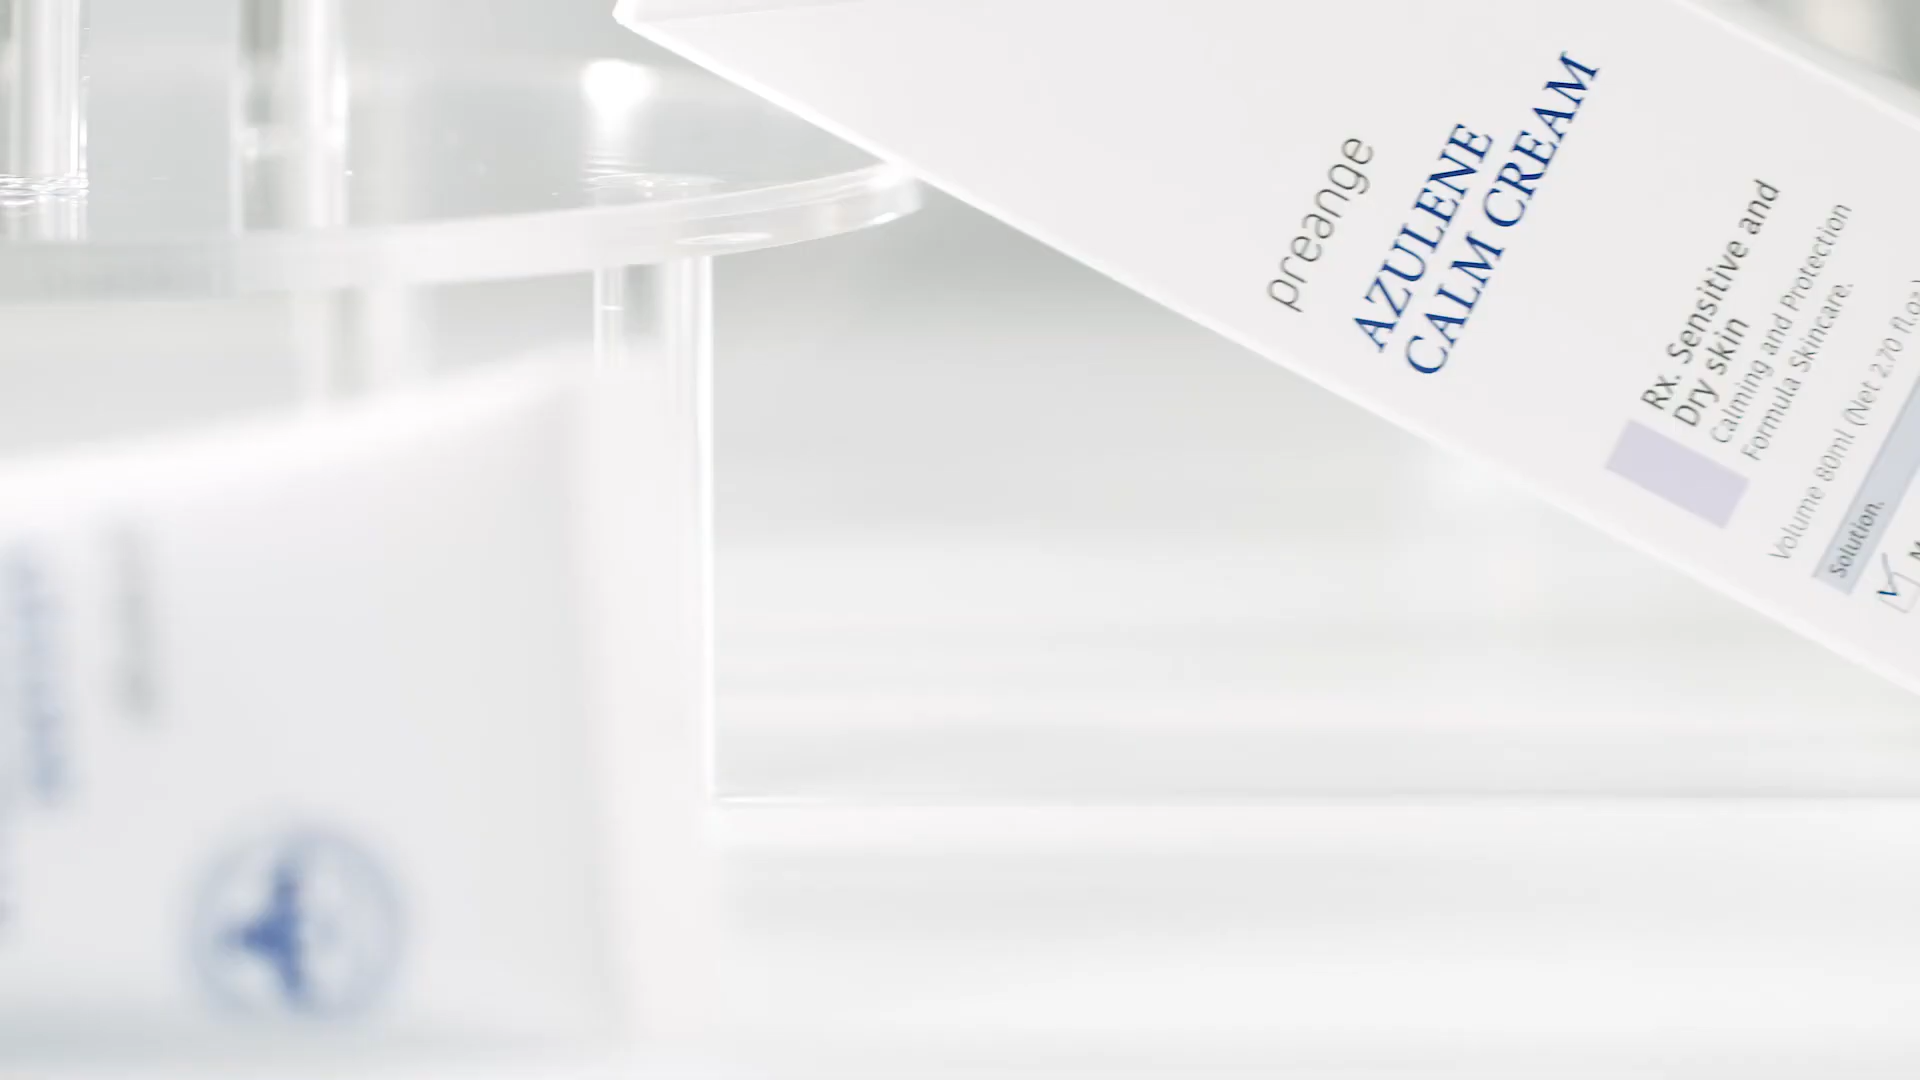 preange
AZULENE
CALM CREAM
Rx. Sensitive and
Dry skin
Calming and Protection
Formula Skincare.
Volume 80ml (Net 2.70 fl.oz.)
Solution.